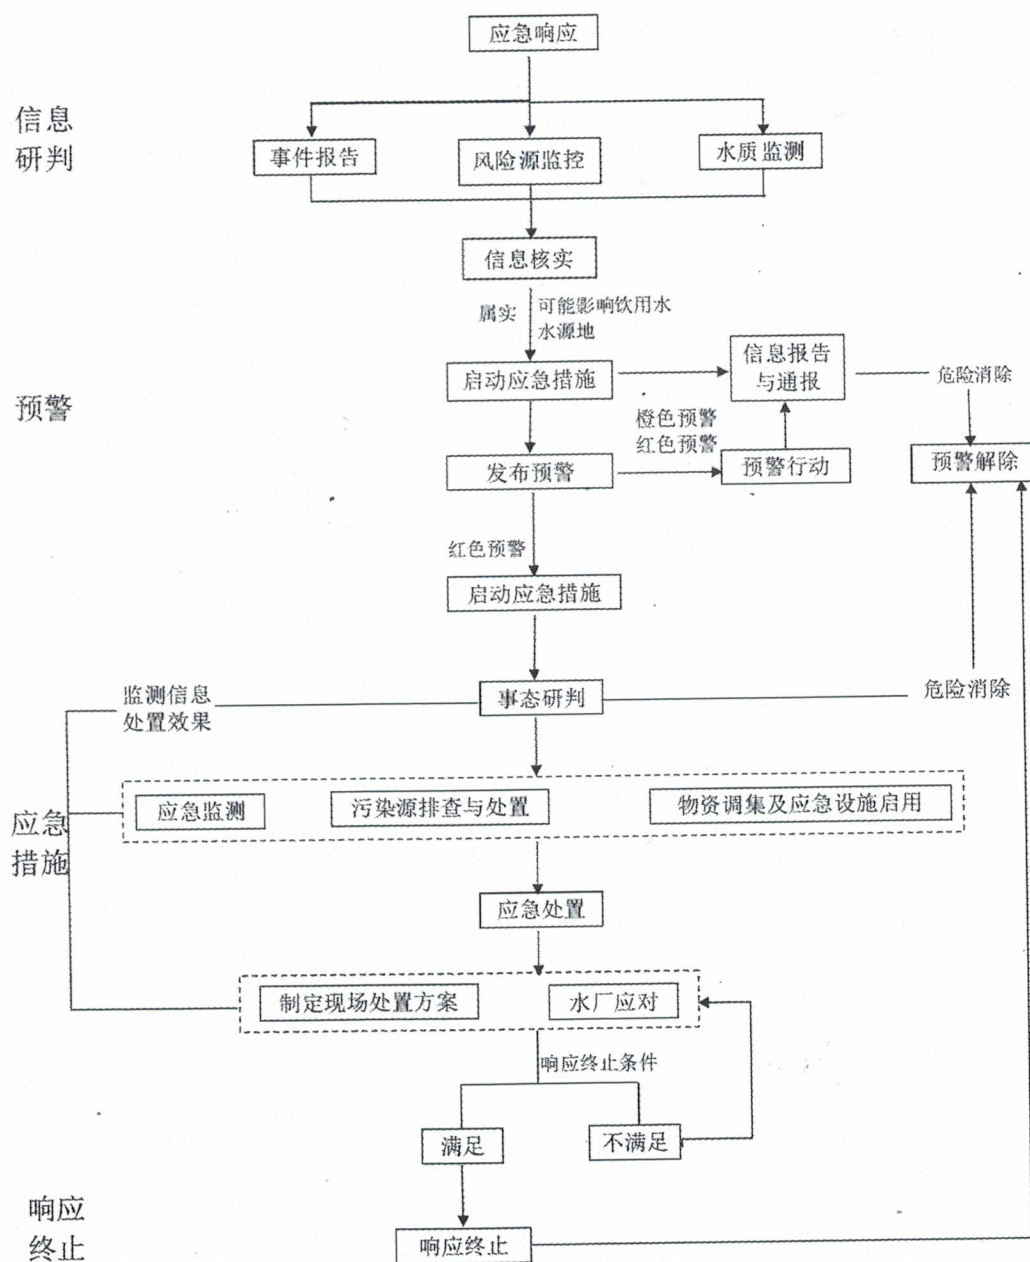 应急响应
信息
研判
事件报告
风险源监控
水质监测
信息核实
属实
可能影响饮用水
水源地
预警
启动应急措施
信息报告
与通报
危险消除
橙色预警
红色预警
发布预警
预警行动
预警解除
红色预警
启动应急措施
监测信息
处置效果
事态研判
危险消除
应急
措施
应急监测
污染源排查与处置
物资调集及应急设施启用
应急处置
制定现场处置方案
水厂应对
响应终止条件
满足
不满足
响应
终止
响应终止